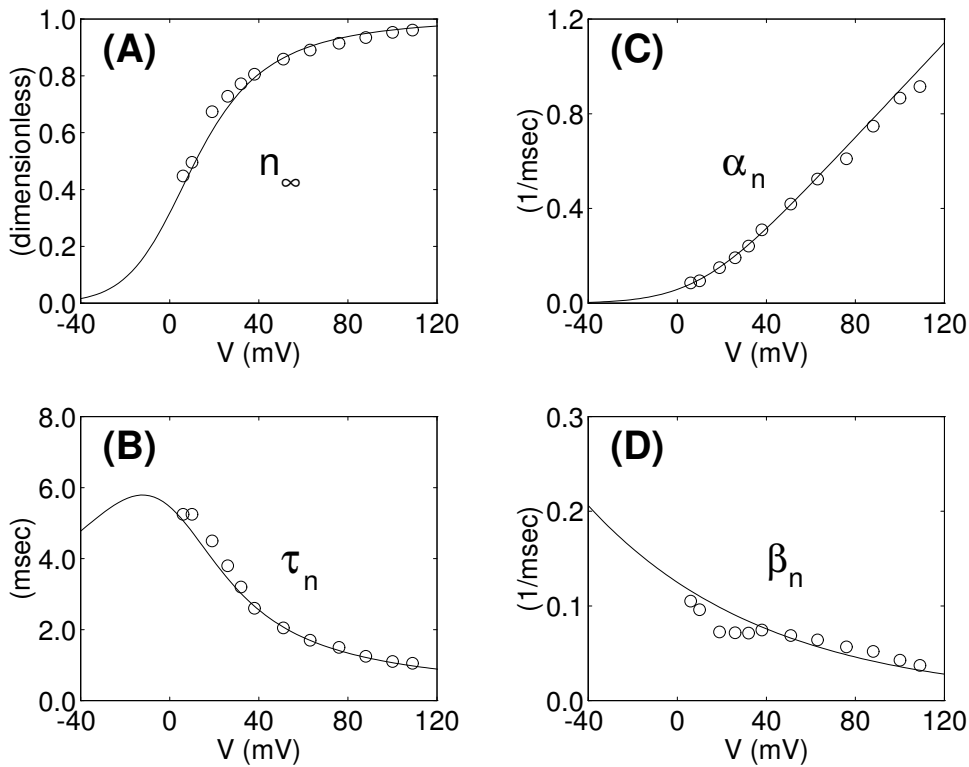 (A)
1.0
0.8
0.6
0.4
0.2
0.0
(dimensionless)
n∞
-40 0 40 80 120
V (mV)
(C)
1.2
0.8
0.4
0.0
(1/msec)
αn
-40 0 40 80 120
V (mV)
(B)
8.0
6.0
4.0
2.0
0.0
(msec)
τn
-40 0 40 80 120
V (mV)
(D)
0.3
0.2
0.1
0.0
(1/msec)
βn
-40 0 40 80 120
V (mV)